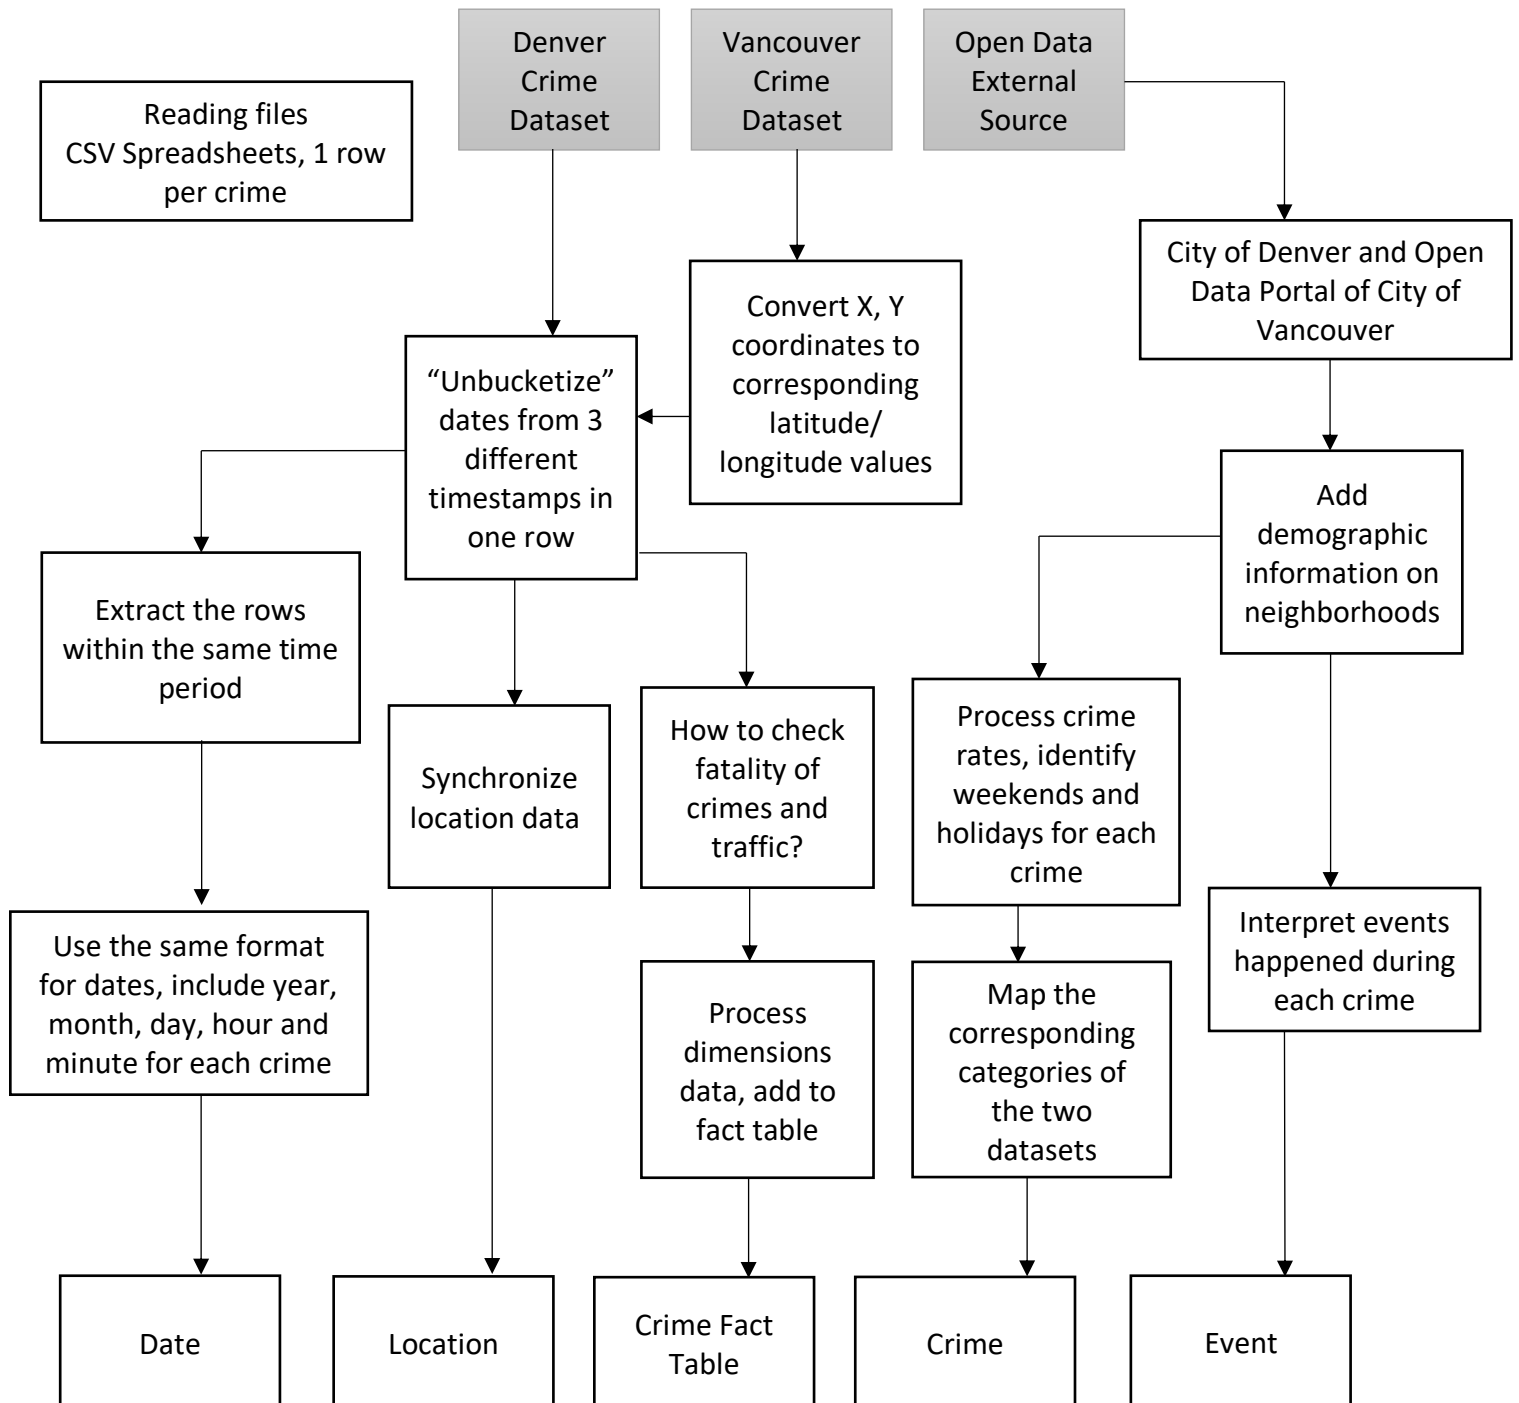 Denver
Crime
Dataset
Vancouver
Crime
Dataset
Open Data
External
Source
Reading files
CSV Spreadsheets, 1 row
per crime
City of Denver and Open
Data Portal of City of
Vancouver
Convert X, Y
coordinates to
corresponding
latitude/
longitude values
“Unbucketize”
dates from 3
different
timestamps in
one row
Add
demographic
information on
neighborhoods
Extract the rows
within the same time
period
Synchronize
location data
How to check
fatality of
crimes and
traffic?
Process crime
rates, identify
weekends and
holidays for each
crime
Interpret events
happened during
each crime
Use the same format
for dates, include year,
month, day, hour and
minute for each crime
Process
dimensions
data, add to
fact table
Map the
corresponding
categories of
the two
datasets
Date
Location
Crime Fact
Table
Crime
Event